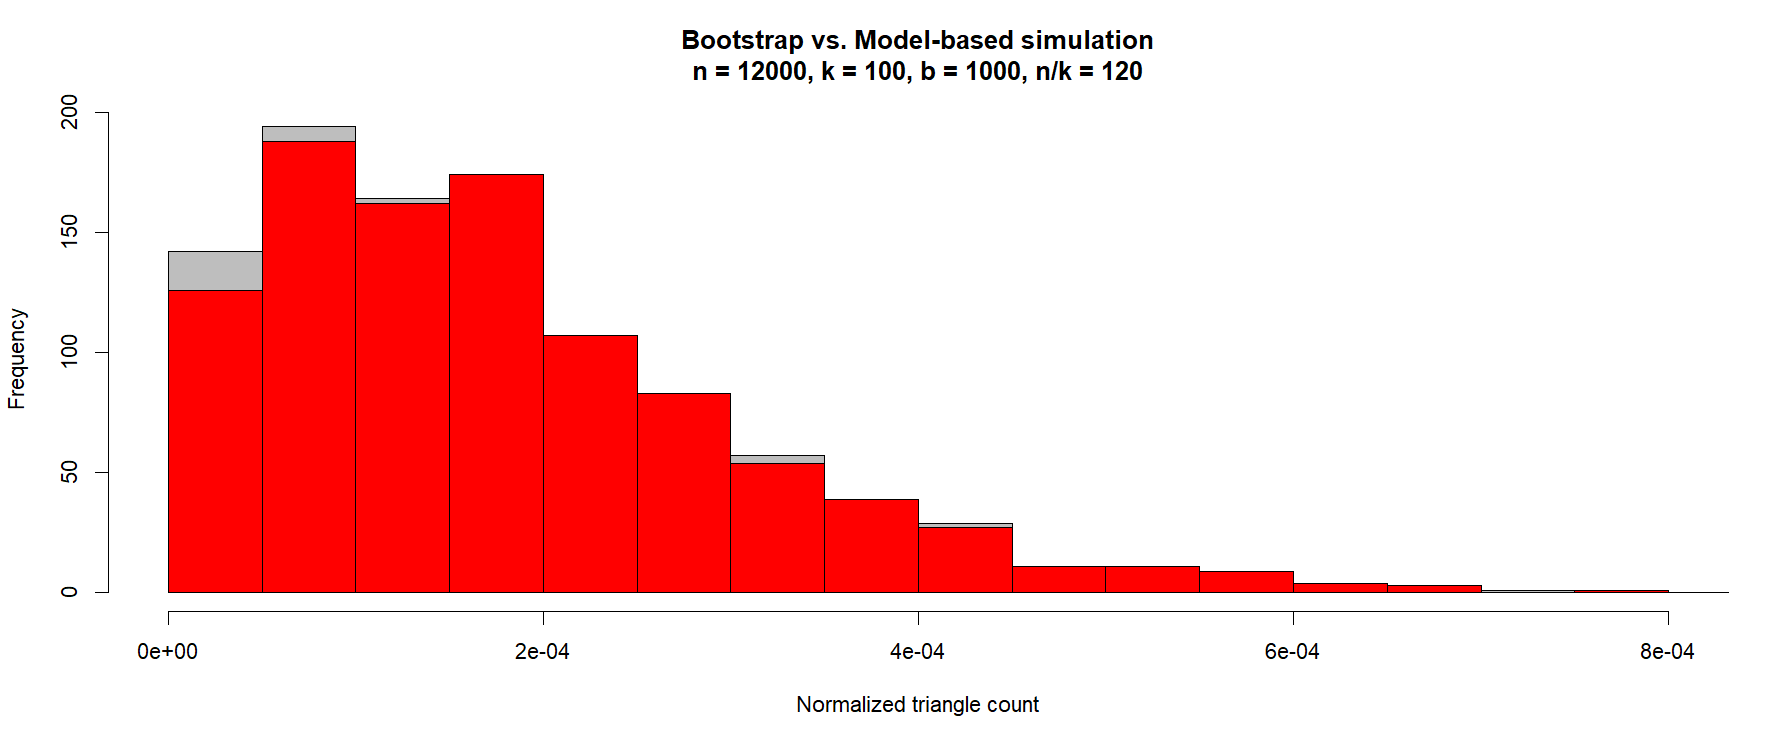 Bootstrap vs. Model-based simulation
n = 12000, k = 100, b = 1000, n/k = 120
Frequency
200
150
100
50
0
0e+00 2e-04 4e-04 6e-04 8e-04
Normalized triangle count